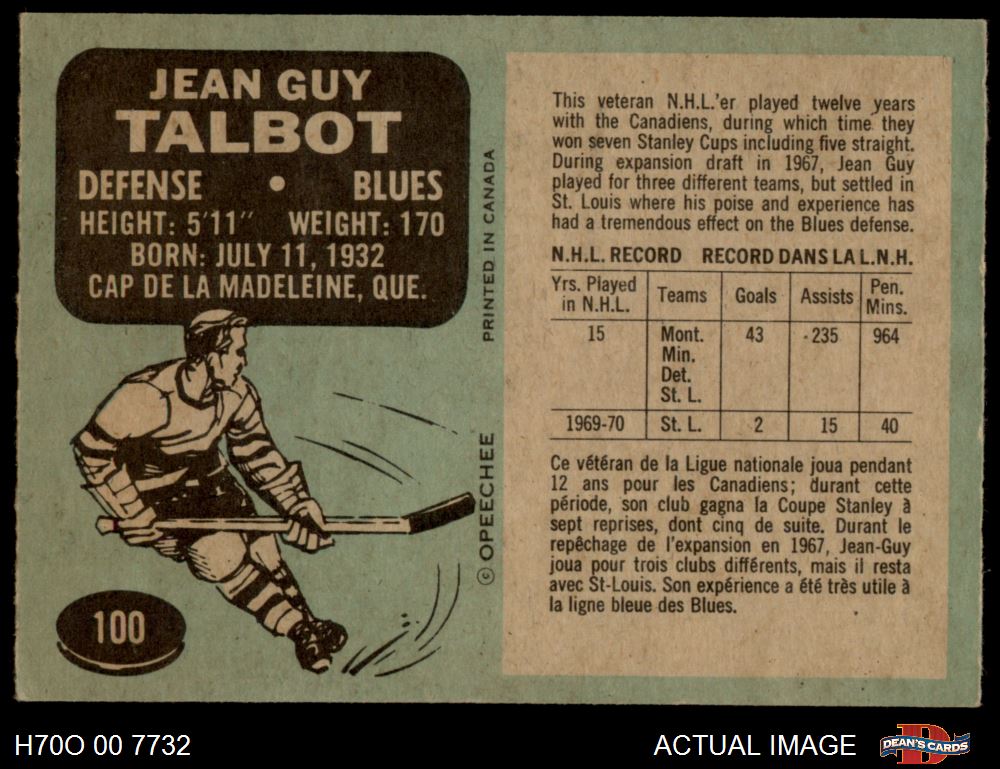 JEAN GUY
TALBOT
DEFENSE • BLUES
HEIGHT: 5'11" WEIGHT: 170
BORN: JULY 11, 1932
CAP DE LA MADELEINE, QUE.
100
© OPEECHEE PRINTED IN CANADA
This veteran N.H.L.'er played twelve years
with the Canadiens, during which time they
won seven Stanley Cups including five straight.
During expansion draft in 1967, Jean Guy
played for three different teams, but settled in
St. Louis where his poise and experience has
had a tremendous effect on the Blues defense.
N.H.L. RECORD RECORD DANS LA L.N.H.
Yrs. Played in N.H.L. Teams Goals Assists Pen. Mins.
15 Mont. 43 235 964
Min.
Det.
St. L.
1969-70 St. L. 2 15 40
Ce vétéran de la Ligue nationale joua pendant
12 ans pour les Canadiens; durant cette
période, son club gagna la Coupe Stanley à
sept reprises, dont cinq de suite. Durant le
repêchage de l'expansion en 1967, Jean-Guy
joua pour trois clubs différents, mais il resta
avec St-Louis. Son expérience a été très utile à
la ligne bleue des Blues.
H70O 00 7732
ACTUAL IMAGE
DEAN'S CARDS